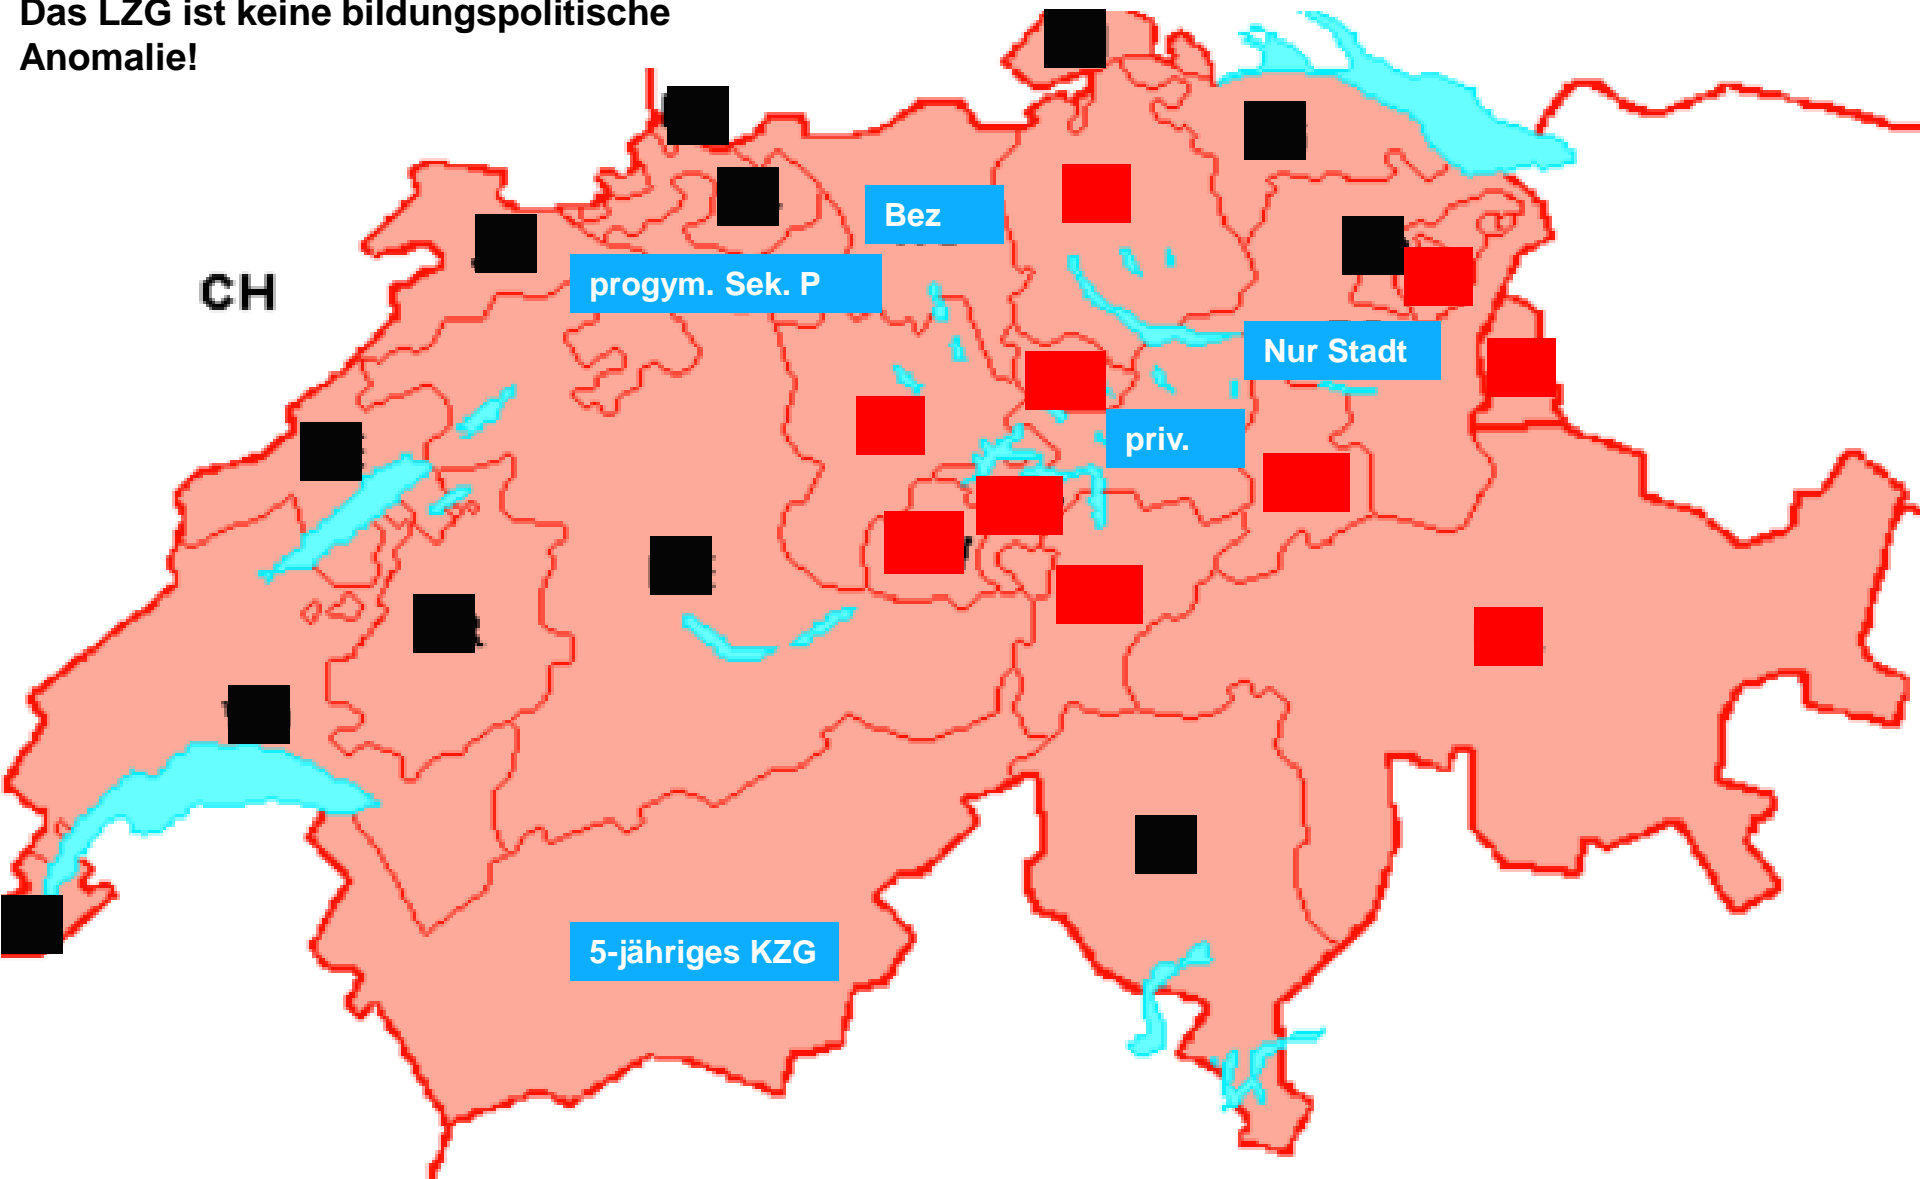 Das LZG ist keine bildungspolitische
Anomalie!
Bez
progym. Sek. P
CH
Nur Stadt
priv.
5-jähriges KZG